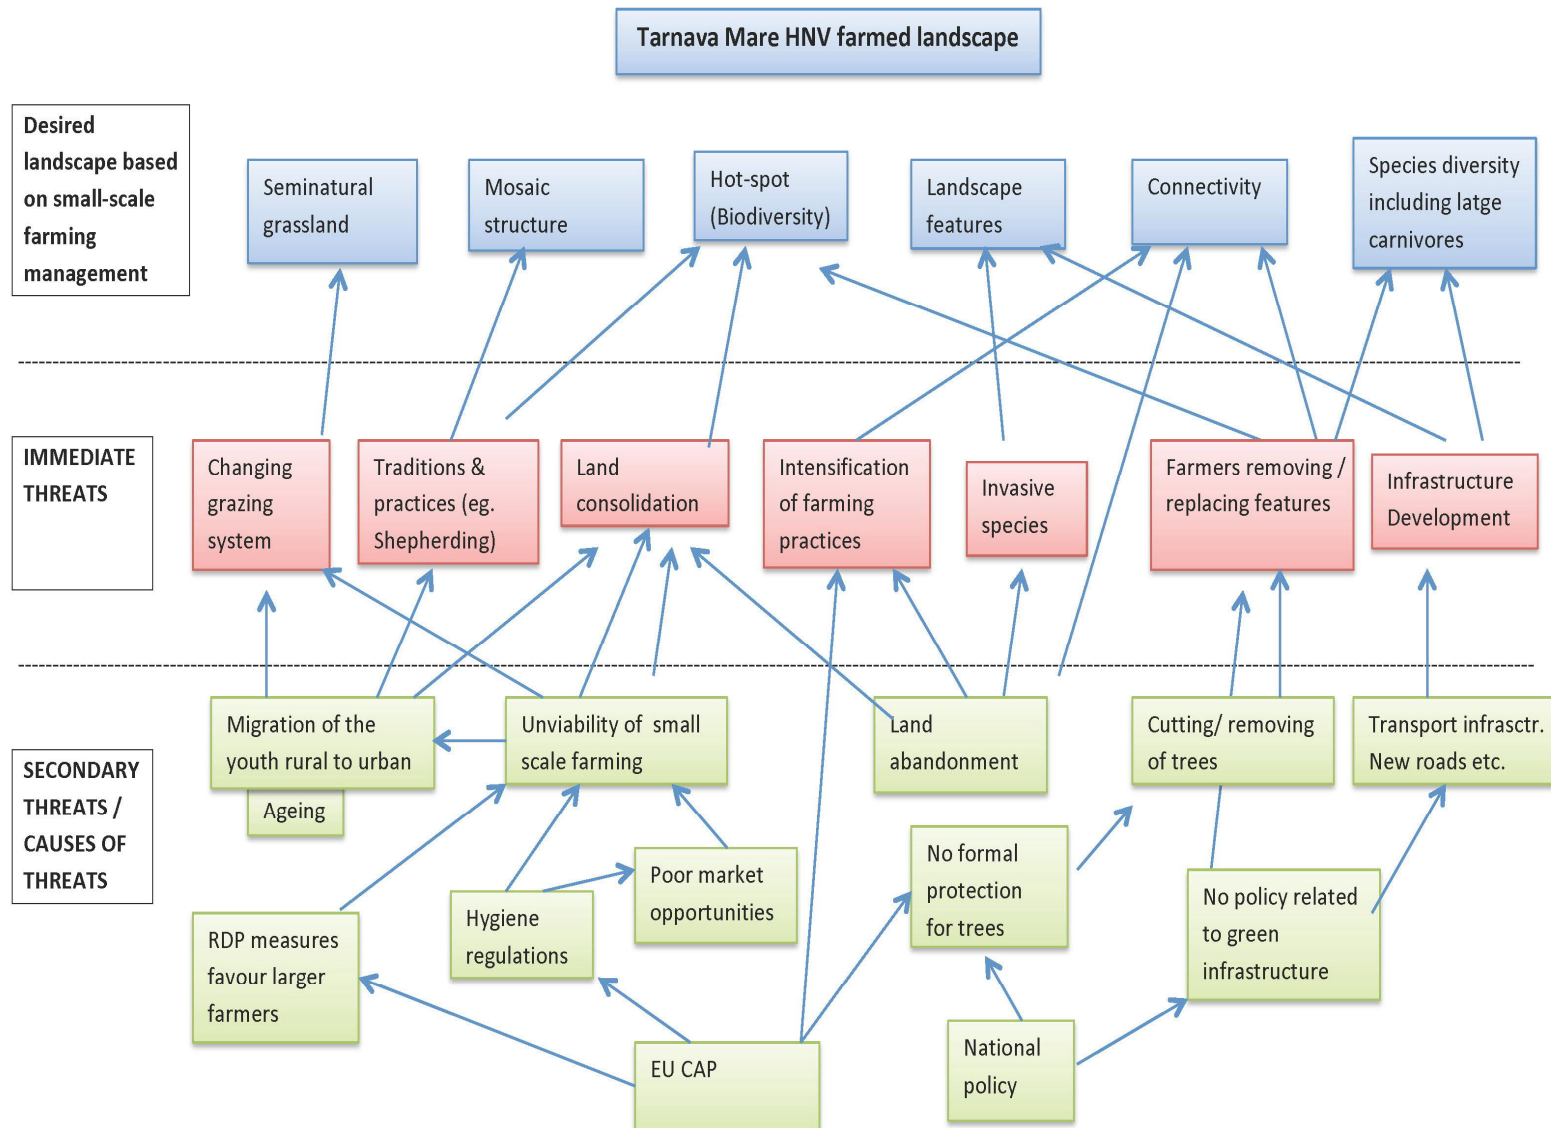 Tarnava Mare HNV farmed landscape
Desired
landscape based
on small-scale
farming
management
Seminatural
grassland
Mosaic
structure
Hot-spot
(Biodiversity)
Landscape
features
Connectivity
Species diversity
including latge
carnivores
IMMEDIATE
THREATS
Changing
grazing
system
Traditions &
practices (eg.
Shepherding)
Land
consolidation
Intensification
of farming
practices
Invasive
species
Farmers removing /
replacing features
Infrastructure
Development
SECONDARY
THREATS /
CAUSES OF
THREATS
Migration of the
youth rural to urban
Ageing
Unviability of small
scale farming
Land
abandonment
Cutting/ removing
of trees
Transport infrasctr.
New roads etc.
RDP measures
favour larger
farmers
Hygiene
regulations
Poor market
opportunities
No formal
protection
for trees
No policy related
to green
infrastructure
EU CAP
National
policy